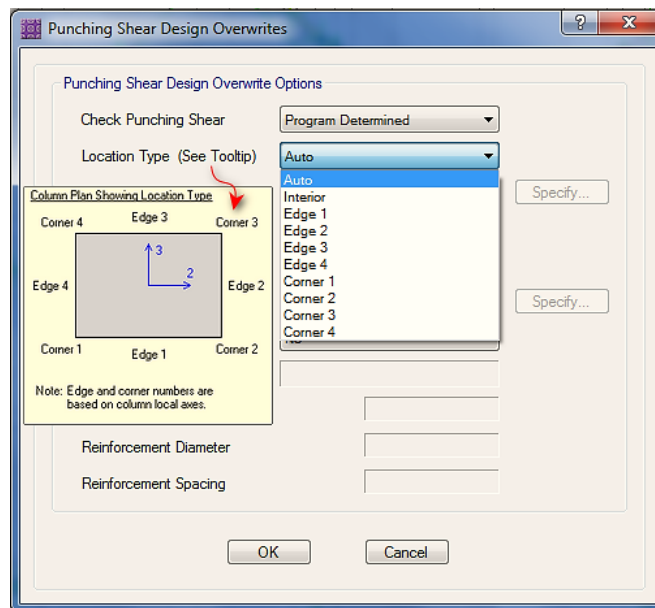 Punching Shear Design Overwrites
Punching Shear Design Overwrite Options
Check Punching Shear
Program Determined
Location Type (See Tooltip)
Auto
Auto
Interior
Edge 1
Edge 2
Edge 3
Edge 4
Corner 1
Corner 2
Corner 3
Corner 4
Specify...
Specify...
Column Plan Showing Location Type
Corner 4
Edge 3
Corner 3
3
2
Edge 4
Edge 2
Corner 1
Edge 1
Corner 2
Note: Edge and corner numbers are
based on column local axes.
Reinforcement Diameter
Reinforcement Spacing
OK
Cancel